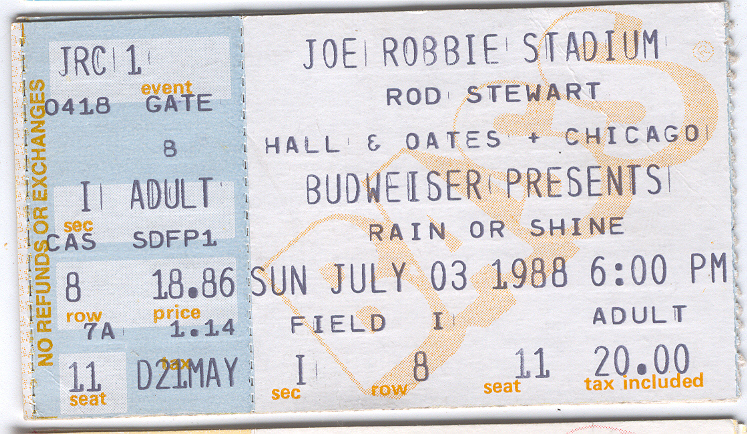 NO REFUNDS OR EXCHANGES
JRC 1
event
0418 GATE
8
I ADULT
sec
CAS SDFP1
8 18.86
row price
7A 1.14
tax
11 D21MAY
seat
JOE ROBBIE STADIUM
ROD STEWART
HALL & OATES + CHICAGO
BUDWEISER PRESENTS
RAIN OR SHINE
SUN JULY 03 1988 6:00 PM
FIELD I ADULT
I 8 11 20.00
sec row seat tax included